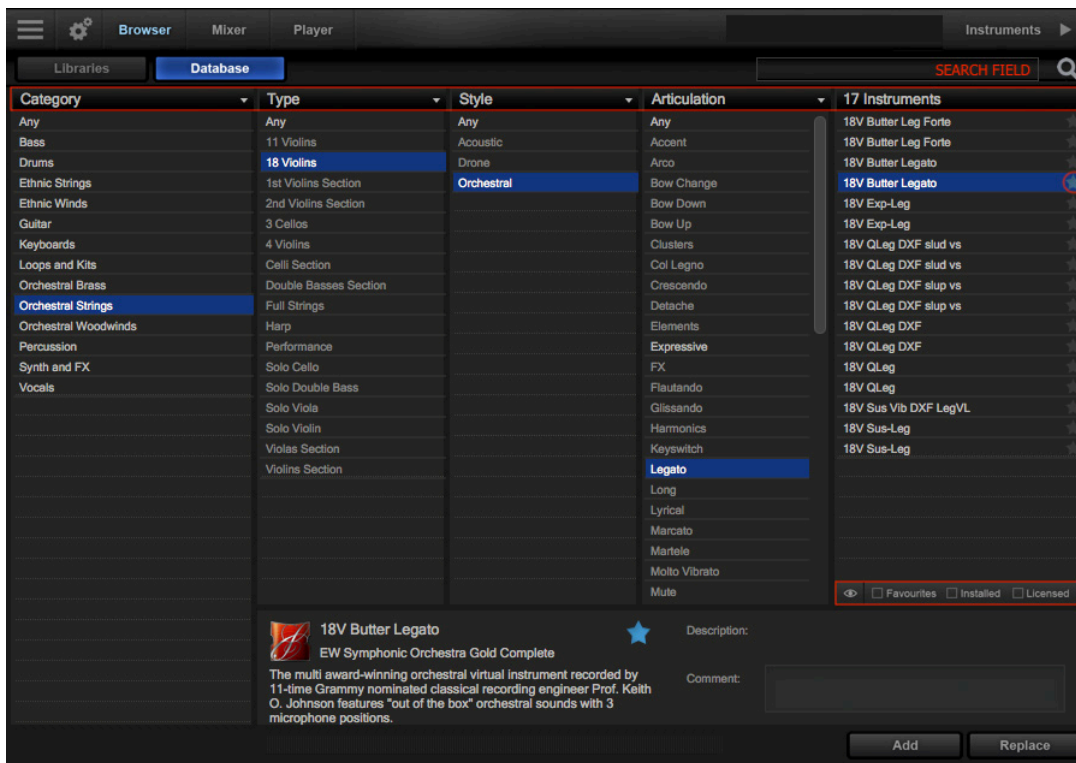 Browser Mixer Player Instruments
Libraries Database SEARCH FIELD
Category Type Style Articulation 17 Instruments
Any
Bass
Drums
Ethnic Strings
Ethnic Winds
Guitar
Keyboards
Loops and Kits
Orchestral Brass
Orchestral Strings
Orchestral Woodwinds
Percussion
Synth and FX
Vocals
Any
11 Violins
18 Violins
1st Violins Section
2nd Violins Section
3 Cellos
4 Violins
Celli Section
Double Basses Section
Full Strings
Harp
Performance
Solo Cello
Solo Double Bass
Solo Viola
Solo Violin
Violas Section
Violins Section
Any
Acoustic
Drone
Orchestral
Any
Accent
Arco
Bow Change
Bow Down
Bow Up
Clusters
Col Legno
Crescendo
Detache
Elements
Expressive
FX
Flautando
Glissando
Harmonics
Keyswitch
Legato
Long
Lyrical
Marcato
Martele
Molto Vibrato
Mute
18V Butter Leg Forte
18V Butter Leg Forte
18V Butter Legato
18V Butter Legato
18V Exp-Leg
18V Exp-Leg
18V QLeg DXF slud vs
18V QLeg DXF slud vs
18V QLeg DXF slup vs
18V QLeg DXF slup vs
18V QLeg DXF
18V QLeg DXF
18V QLeg
18V QLeg
18V Sus Vib DXF LegVL
18V Sus-Leg
18V Sus-Leg
Favourites Installed Licensed
18V Butter Legato
EW Symphonic Orchestra Gold Complete
The multi award-winning orchestral virtual instrument recorded by
11-time Grammy nominated classical recording engineer Prof. Keith
O. Johnson features "out of the box" orchestral sounds with 3
microphone positions.
Description:
Comment:
Add Replace